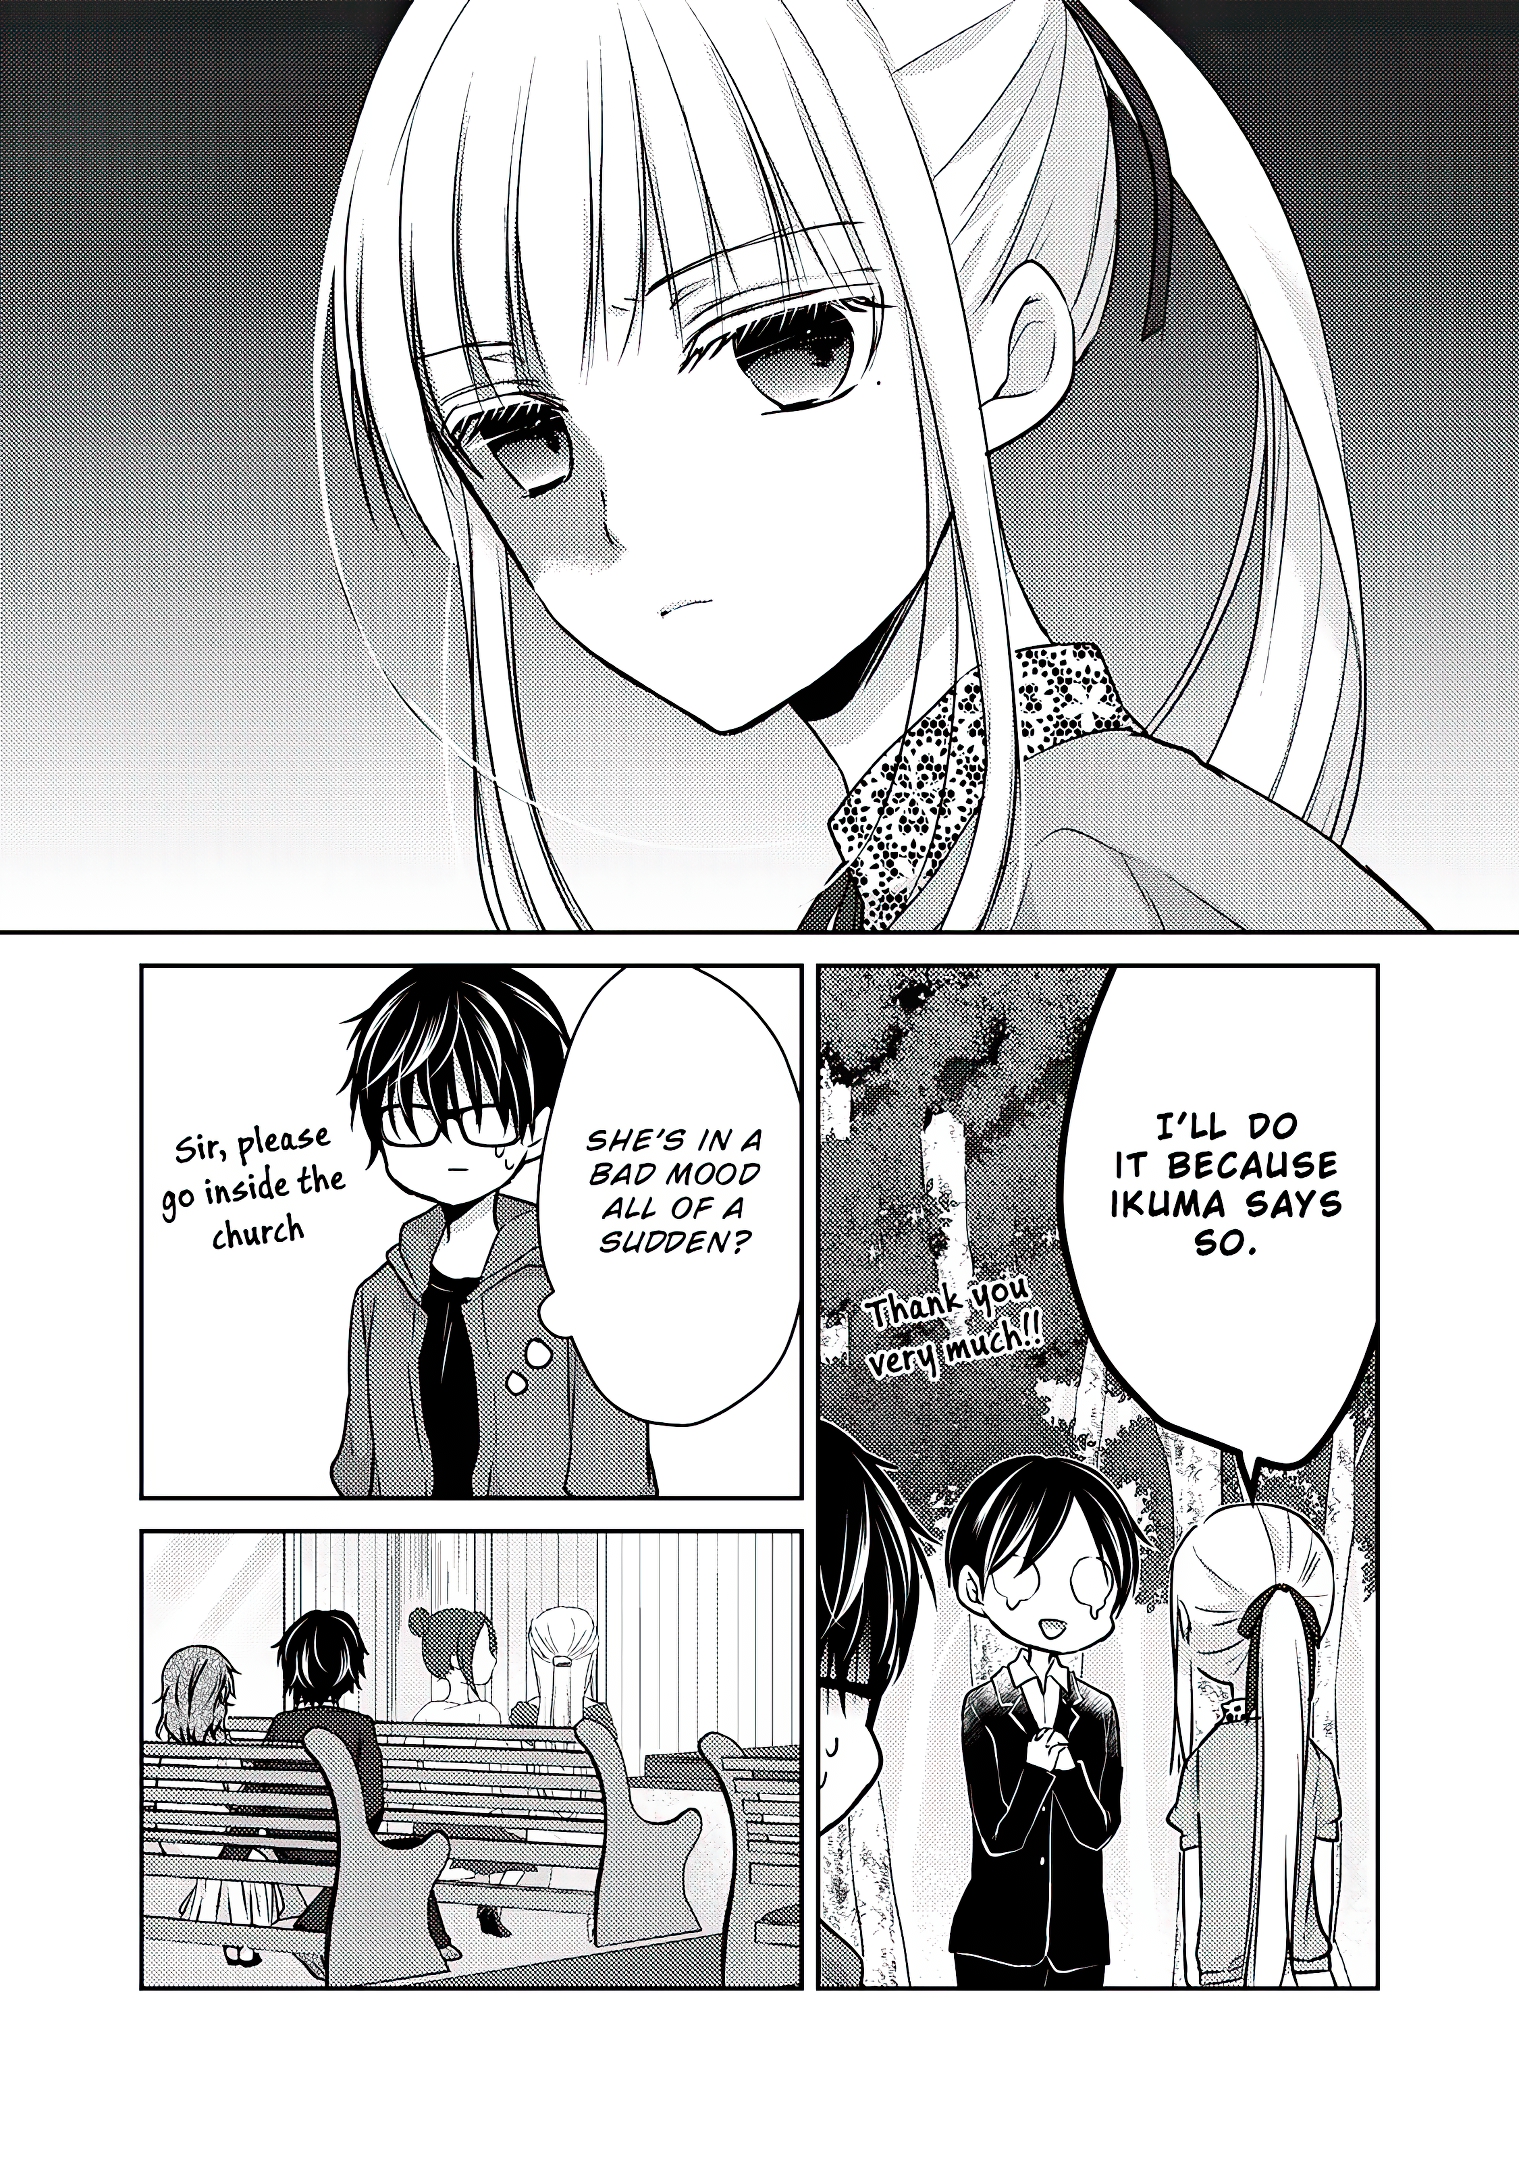 I'LL DO
IT BECAUSE
IKUMA SAYS
SO.
Thank you
very much!!
SHE'S IN A
BAD MOOD
ALL OF A
SUDDEN?
Sir, please
go inside the
church